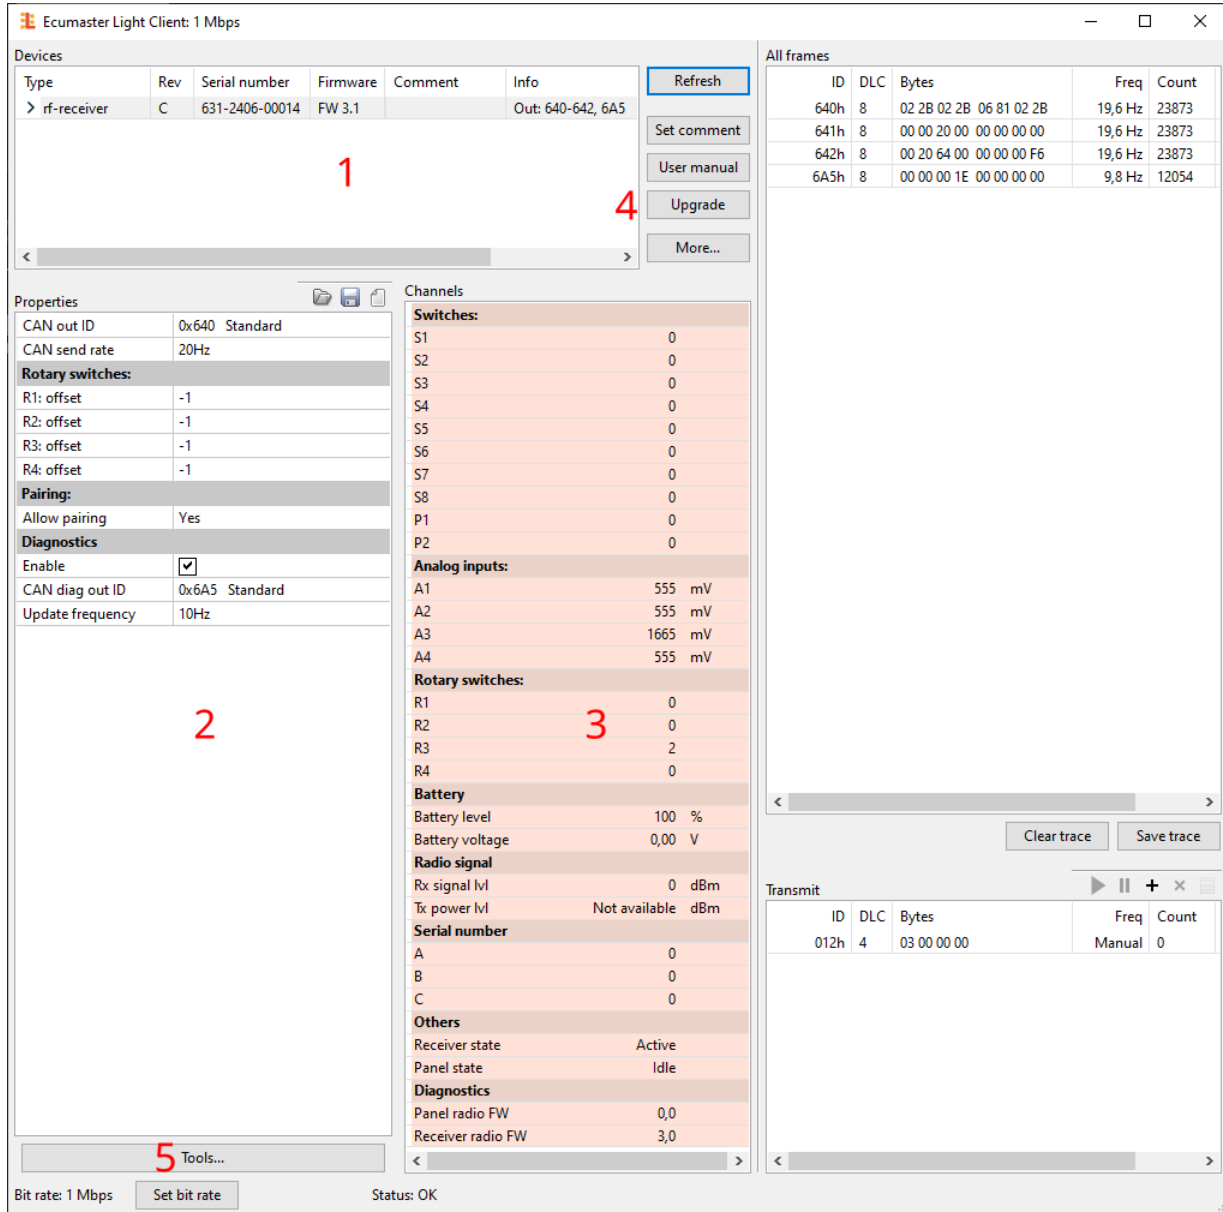 Ecumaster Light Client: 1 Mbps
Devices
Type Rev Serial number Firmware Comment Info
rf-receiver C 631-2406-00014 FW 3.1 Out: 640-642, 6A5
1
4
Refresh
Set comment
User manual
Upgrade
More...
Properties
CAN out ID 0x640 Standard
CAN send rate 20Hz
Rotary switches:
R1: offset -1
R2: offset -1
R3: offset -1
R4: offset -1
Pairing:
Allow pairing Yes
Diagnostics
Enable
CAN diag out ID 0x6A5 Standard
Update frequency 10Hz
2
5
Tools...
Channels
Switches:
S1 0
S2 0
S3 0
S4 0
S5 0
S6 0
S7 0
S8 0
P1 0
P2 0
Analog inputs:
A1 555 mV
A2 555 mV
A3 1665 mV
A4 555 mV
Rotary switches:
R1 0
R2 0
3
R3 2
R4 0
Battery
Battery level 100 %
Battery voltage 0,00 V
Radio signal
Rx signal lvl 0 dBm
Tx power lvl Not available dBm
Serial number
A 0
B 0
C 0
Others
Receiver state Active
Panel state Idle
Diagnostics
Panel radio FW 0,0
Receiver radio FW 3,0
All frames
ID DLC Bytes Freq Count
640h 8 02 2B 02 2B 06 81 02 2B 19,6 Hz 23873
641h 8 00 00 20 00 00 00 00 00 19,6 Hz 23873
642h 8 00 20 64 00 00 00 00 F6 19,6 Hz 23873
6A5h 8 00 00 00 1E 00 00 00 00 9,8 Hz 12054
Clear trace
Save trace
Transmit
ID DLC Bytes Freq Count
012h 4 03 00 00 00 Manual 0
Bit rate: 1 Mbps
Set bit rate
Status: OK